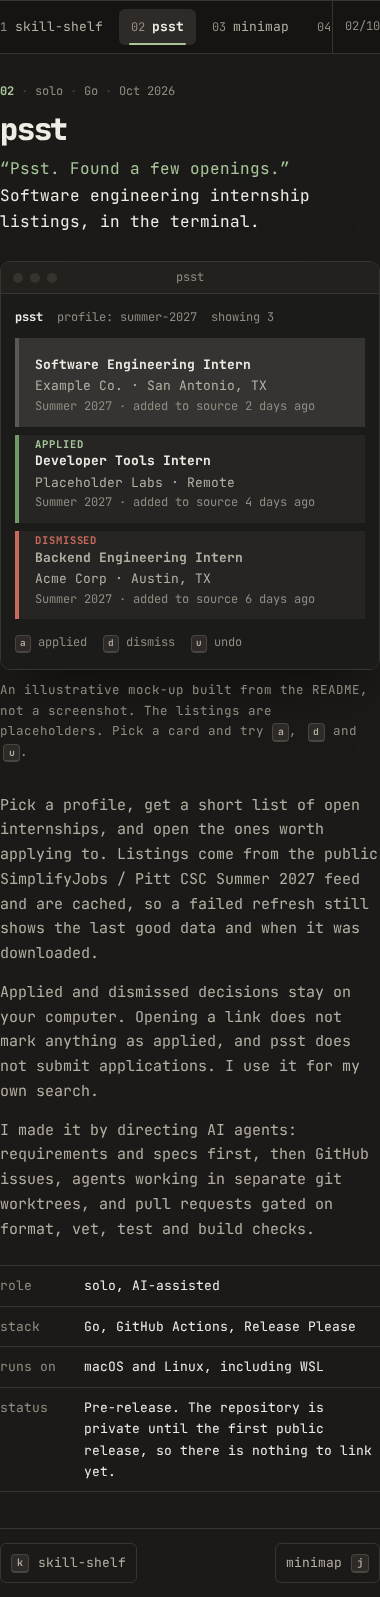 1 skill-shelf 02 psst 03 minimap 04 02/10
02 · solo · Go · Oct 2026
psst
“Psst. Found a few openings.”
Software engineering internship
listings, in the terminal.
psst
psst profile: summer-2027 showing 3
Software Engineering Intern
Example Co. · San Antonio, TX
Summer 2027 · added to source 2 days ago
APPLIED
Developer Tools Intern
Placeholder Labs · Remote
Summer 2027 · added to source 4 days ago
DISMISSED
Backend Engineering Intern
Acme Corp · Austin, TX
Summer 2027 · added to source 6 days ago
a applied d dismiss u undo
An illustrative mock-up built from the README,
not a screenshot. The listings are
placeholders. Pick a card and try a, d and
u.
Pick a profile, get a short list of open
internships, and open the ones worth
applying to. Listings come from the public
SimplifyJobs / Pitt CSC Summer 2027 feed
and are cached, so a failed refresh still
shows the last good data and when it was
downloaded.
Applied and dismissed decisions stay on
your computer. Opening a link does not
mark anything as applied, and psst does
not submit applications. I use it for my
own search.
I made it by directing AI agents:
requirements and specs first, then GitHub
issues, agents working in separate git
worktrees, and pull requests gated on
format, vet, test and build checks.
role solo, AI-assisted
stack Go, GitHub Actions, Release Please
runs on macOS and Linux, including WSL
status Pre-release. The repository is
private until the first public
release, so there is nothing to link
yet.
k skill-shelf minimap j